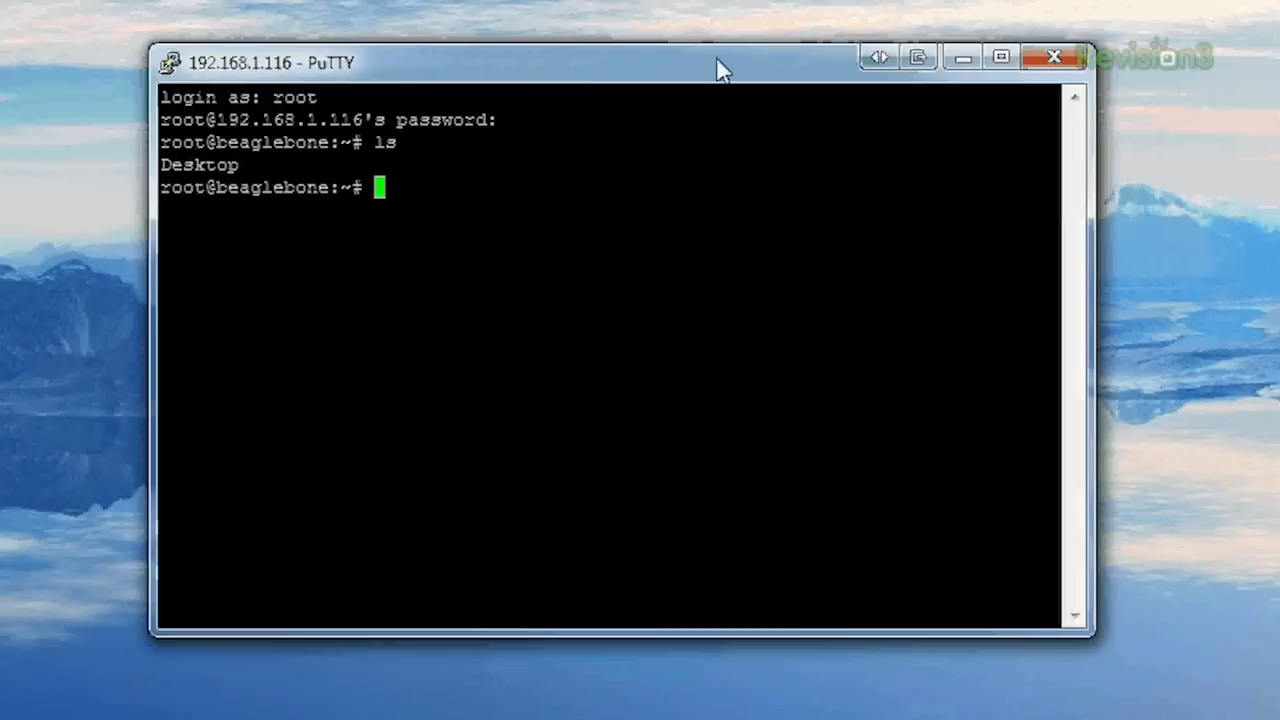 192.168.1.116 - PuTTY
Revision3
login as: root
root@192.168.1.116's password:
root@beaglebone:~# ls
Desktop
root@beaglebone:~#